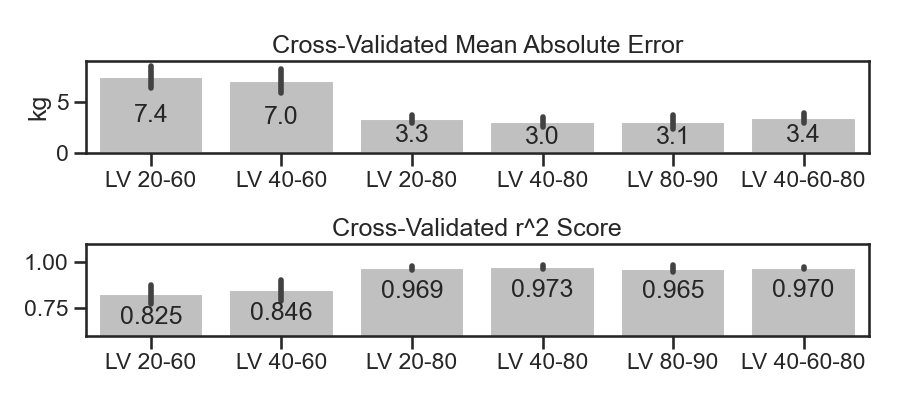 Cross-Validated Mean Absolute Error
kg
5
0
7.4
7.0
3.3
3.0
3.1
3.4
LV 20-60
LV 40-60
LV 20-80
LV 40-80
LV 80-90
LV 40-60-80
Cross-Validated r^2 Score
1.00
0.75
0.825
0.846
0.969
0.973
0.965
0.970
LV 20-60
LV 40-60
LV 20-80
LV 40-80
LV 80-90
LV 40-60-80